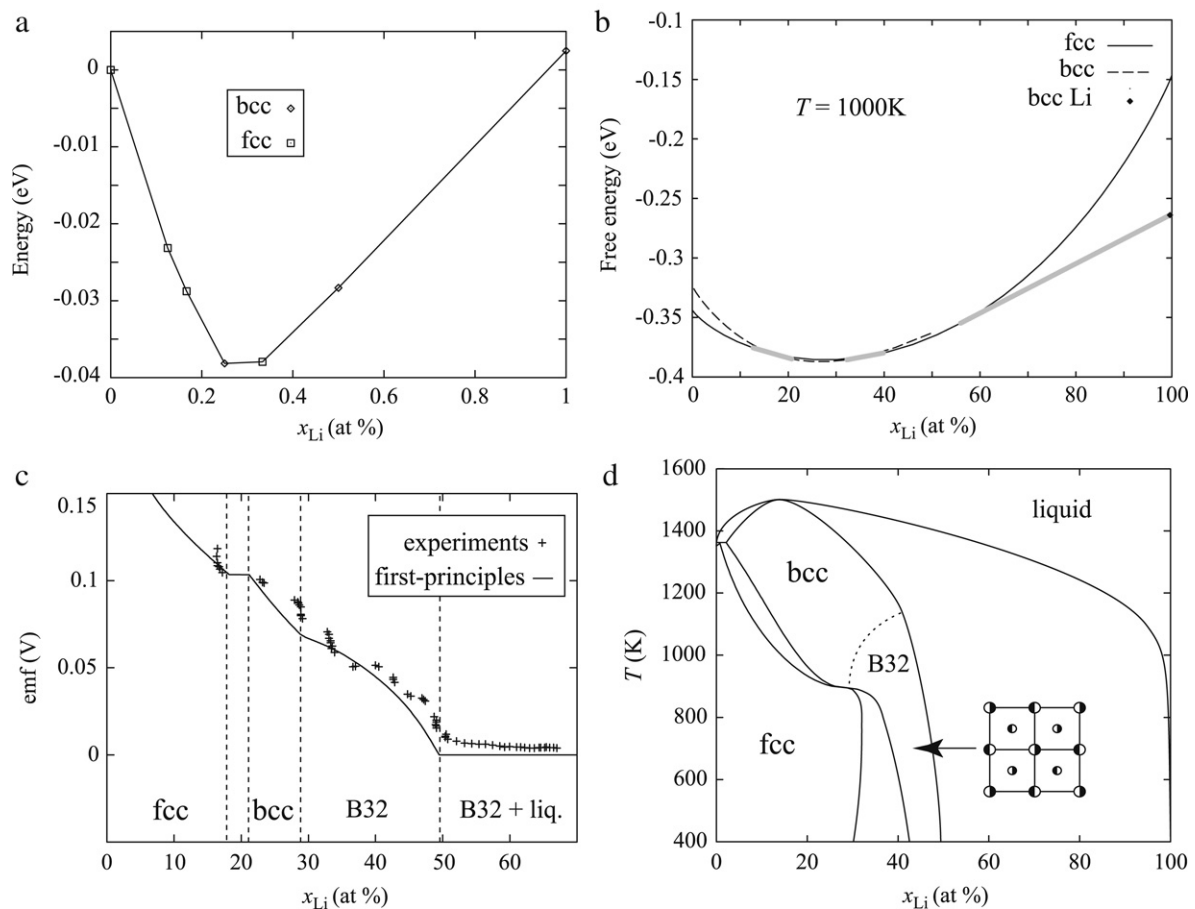 a
0
-0.01
-0.02
-0.03
-0.04
Energy (eV)
bcc
fcc
0 0.2 0.4 0.6 0.8 1
xLi (at %)
b
-0.1
-0.15
-0.2
-0.25
-0.3
-0.35
-0.4
Free energy (eV)
fcc
bcc
bcc Li
T = 1000K
0 20 40 60 80 100
xLi (at %)
c
0.15
0.1
0.05
0
emf (V)
experiments +
first-principles —
fcc bcc B32 B32 + liq.
0 10 20 30 40 50 60
xLi (at %)
d
1600
1400
1200
1000
800
600
400
T (K)
liquid
bcc
B32
fcc
0 20 40 60 80 100
xLi (at %)